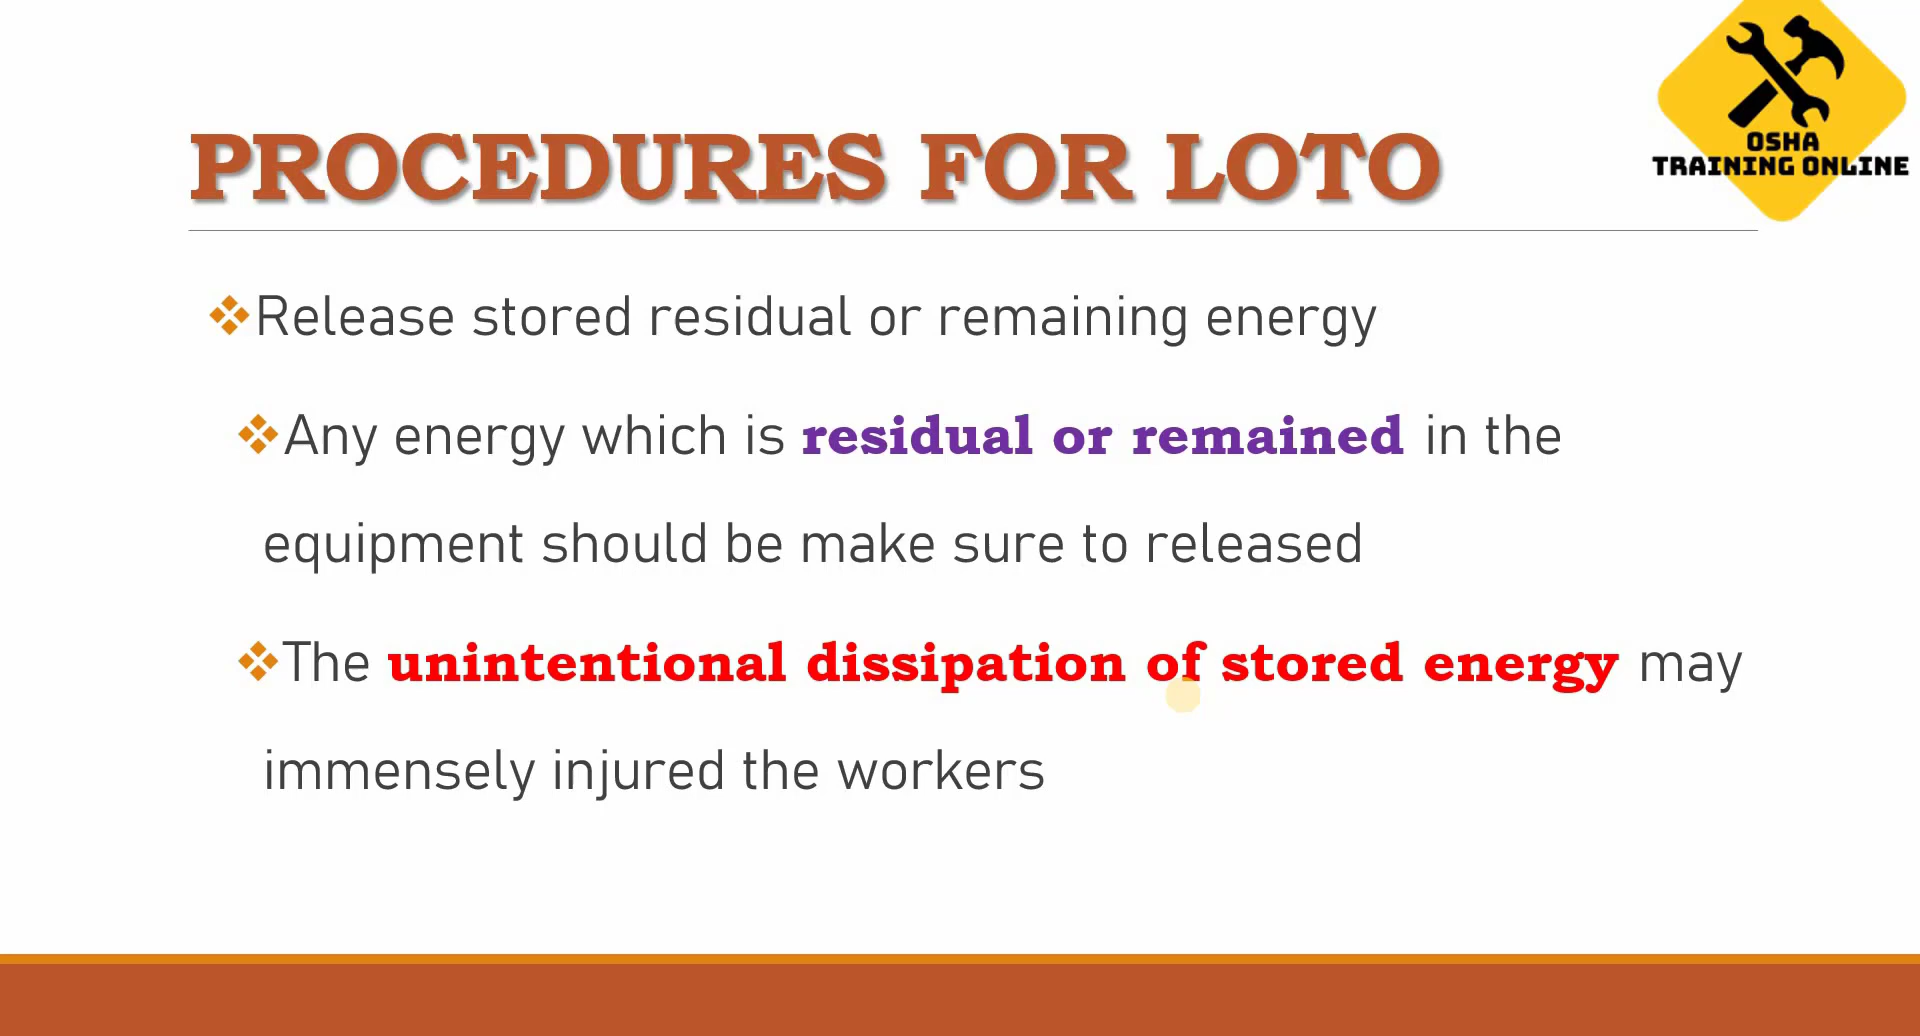 OSHA
TRAINING ONLINE
PROCEDURES FOR LOTO
Release stored residual or remaining energy
Any energy which is residual or remained in the
equipment should be make sure to released
The unintentional dissipation of stored energy may
immensely injured the workers